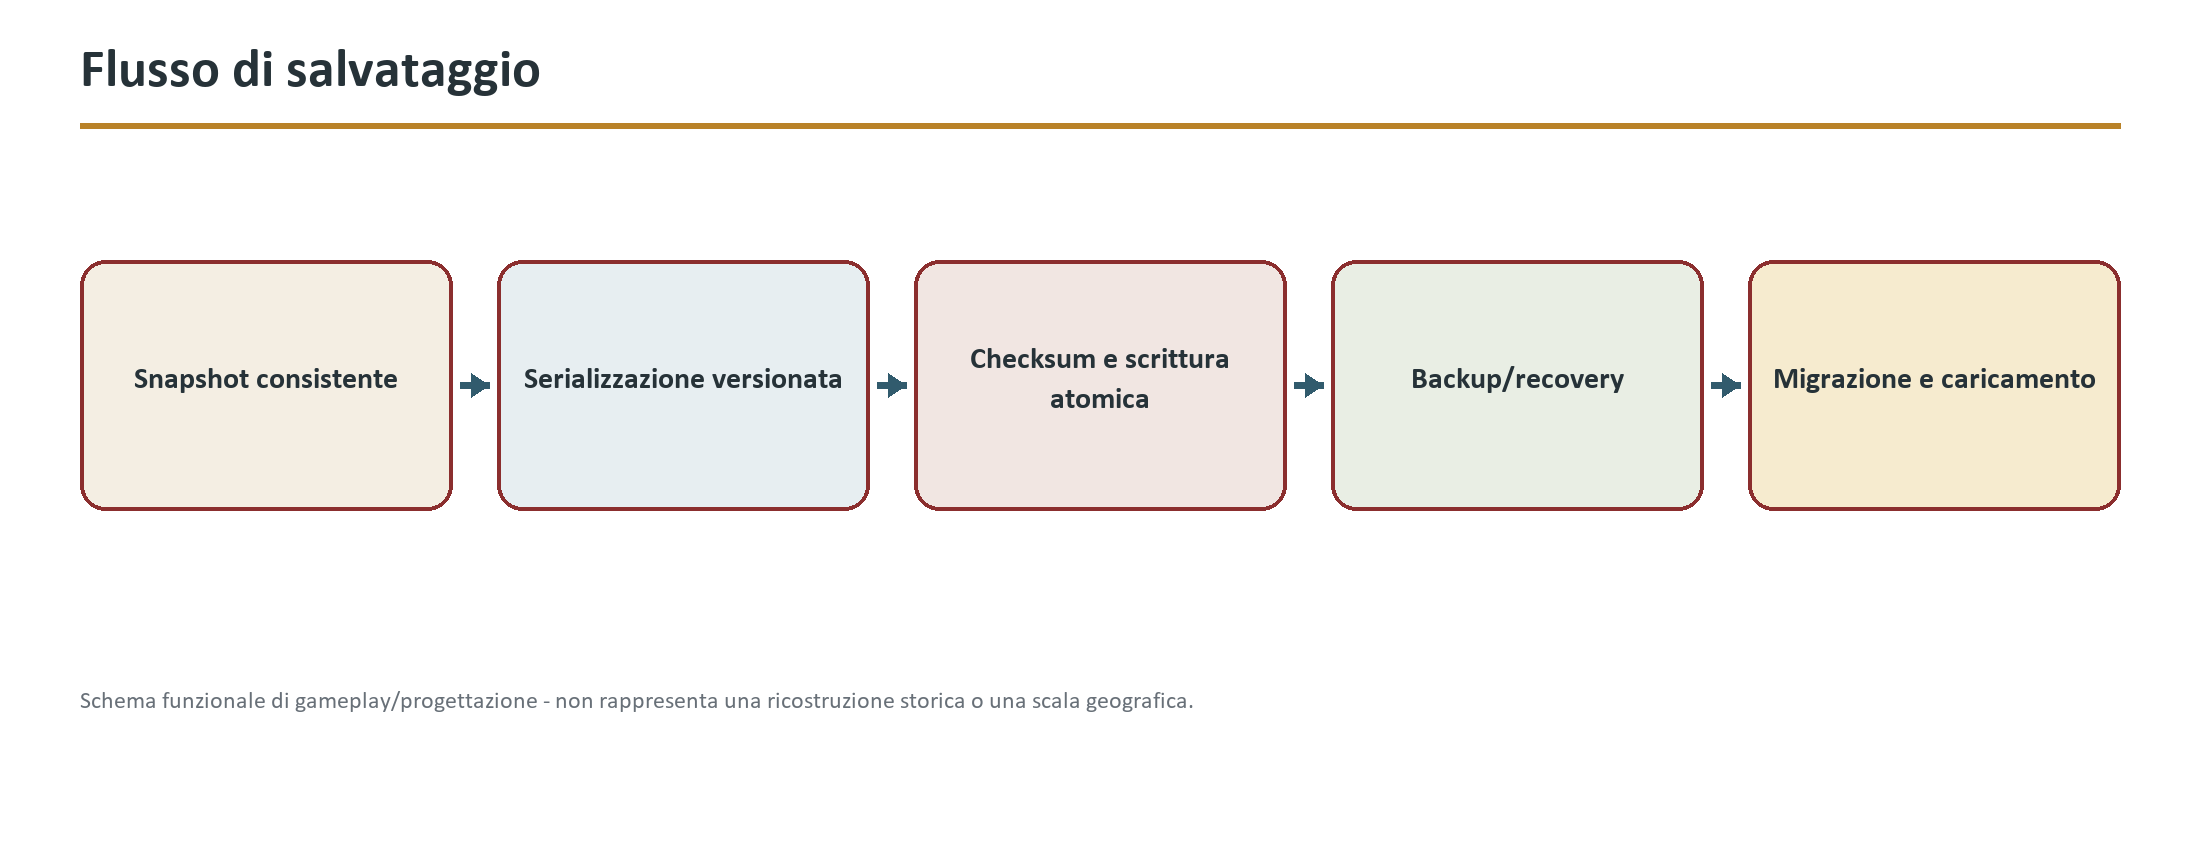 Flusso di salvataggio
Snapshot consistente
Serializzazione versionata
Checksum e scrittura
atomica
Backup/recovery
Migrazione e caricamento
Schema funzionale di gameplay/progettazione - non rappresenta una ricostruzione storica o una scala geografica.